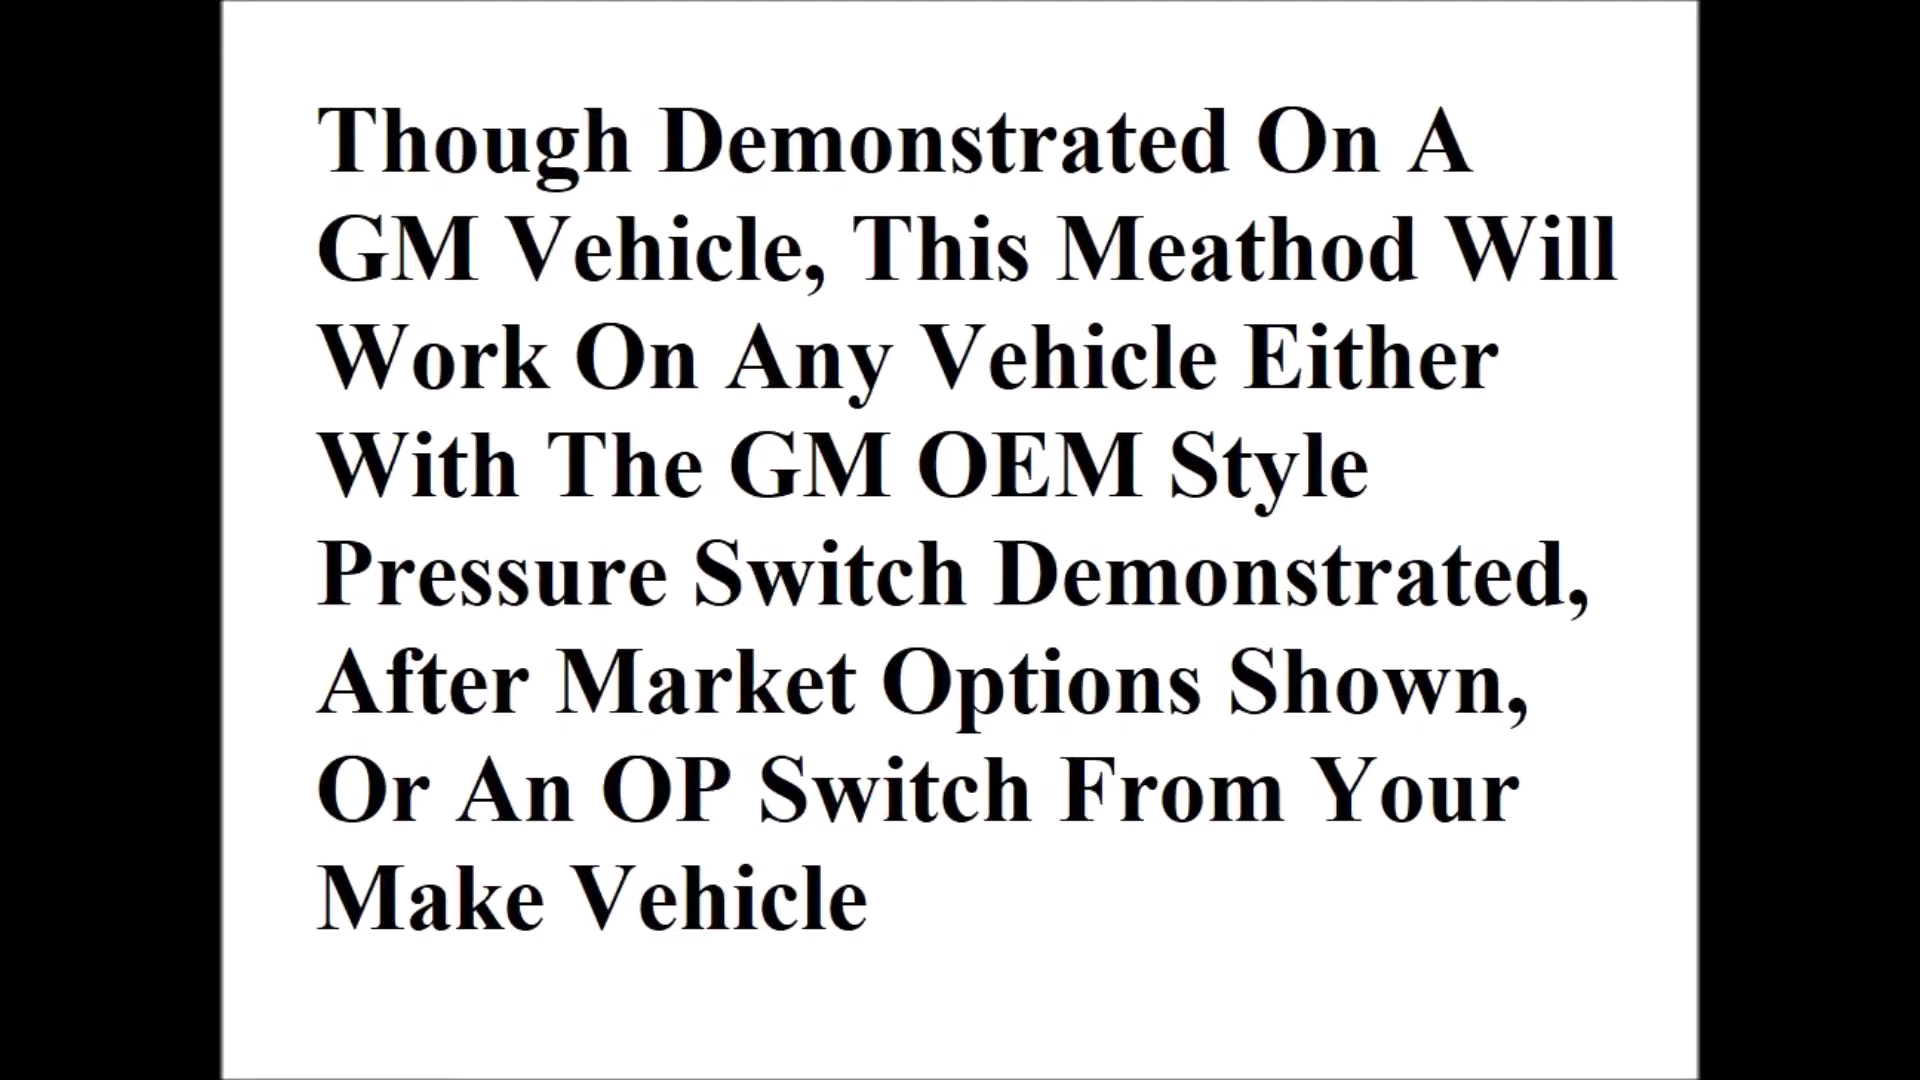 Though Demonstrated On A
GM Vehicle, This Meathod Will
Work On Any Vehicle Either
With The GM OEM Style
Pressure Switch Demonstrated,
After Market Options Shown,
Or An OP Switch From Your
Make Vehicle